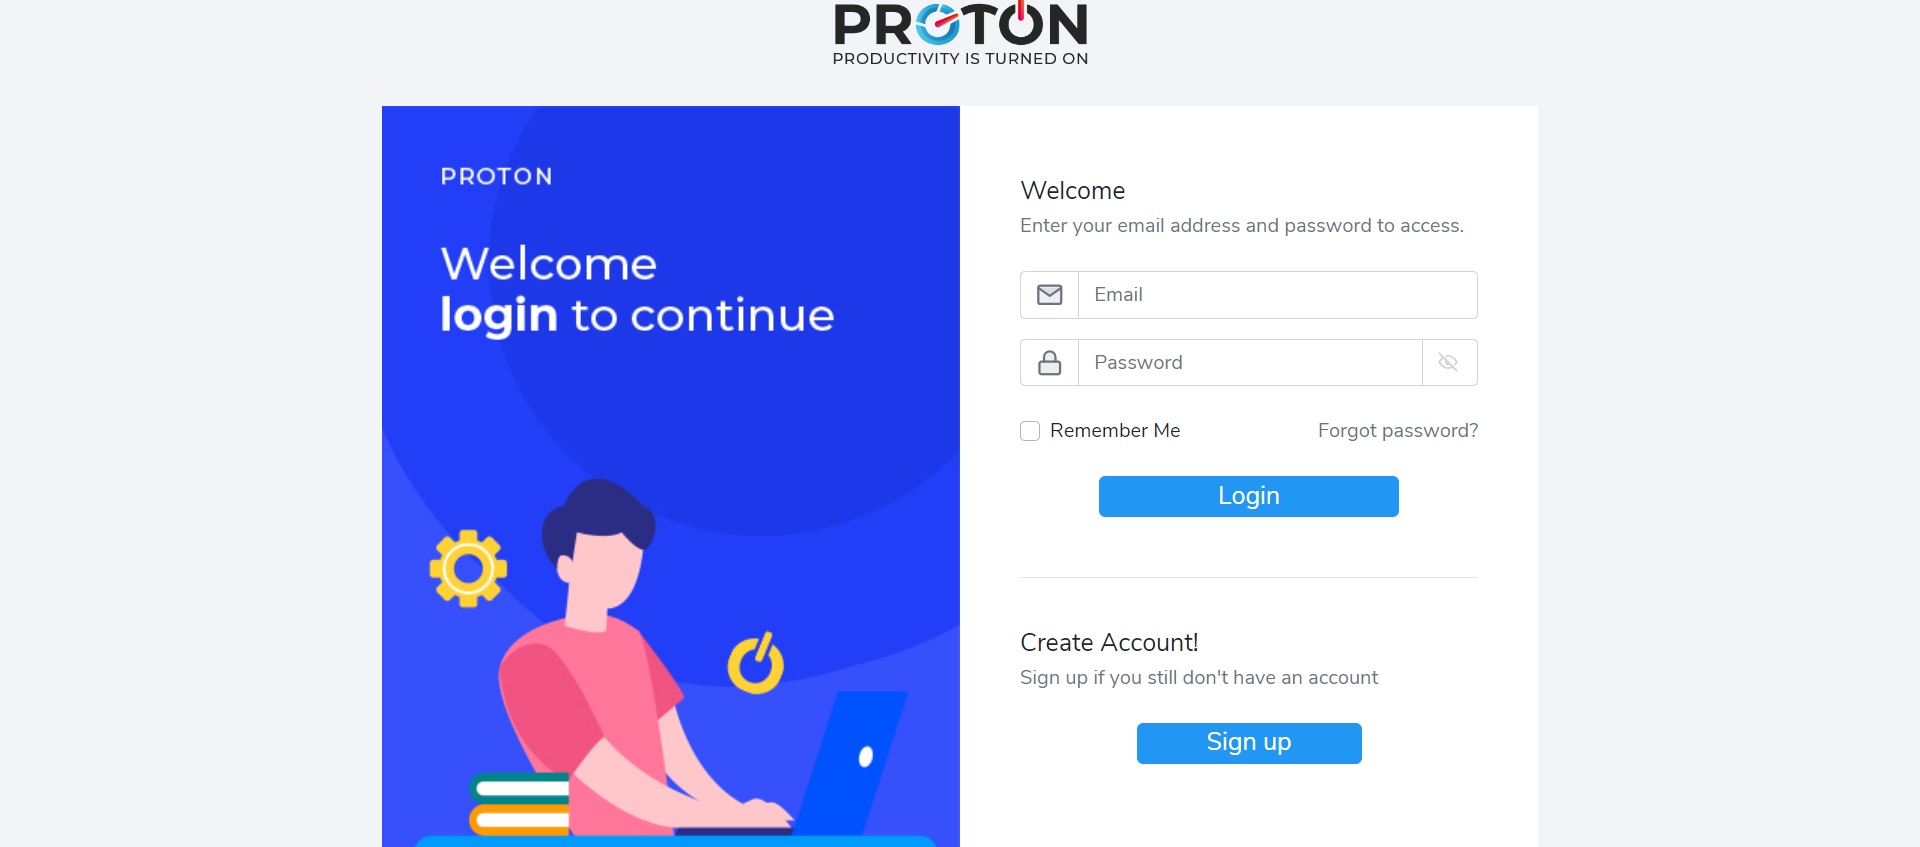 PROTON
PRODUCTIVITY IS TURNED ON
PROTON
Welcome
login to continue
Welcome
Enter your email address and password to access.
Email
Password
Remember Me
Forgot password?
Login
Create Account!
Sign up if you still don't have an account
Sign up